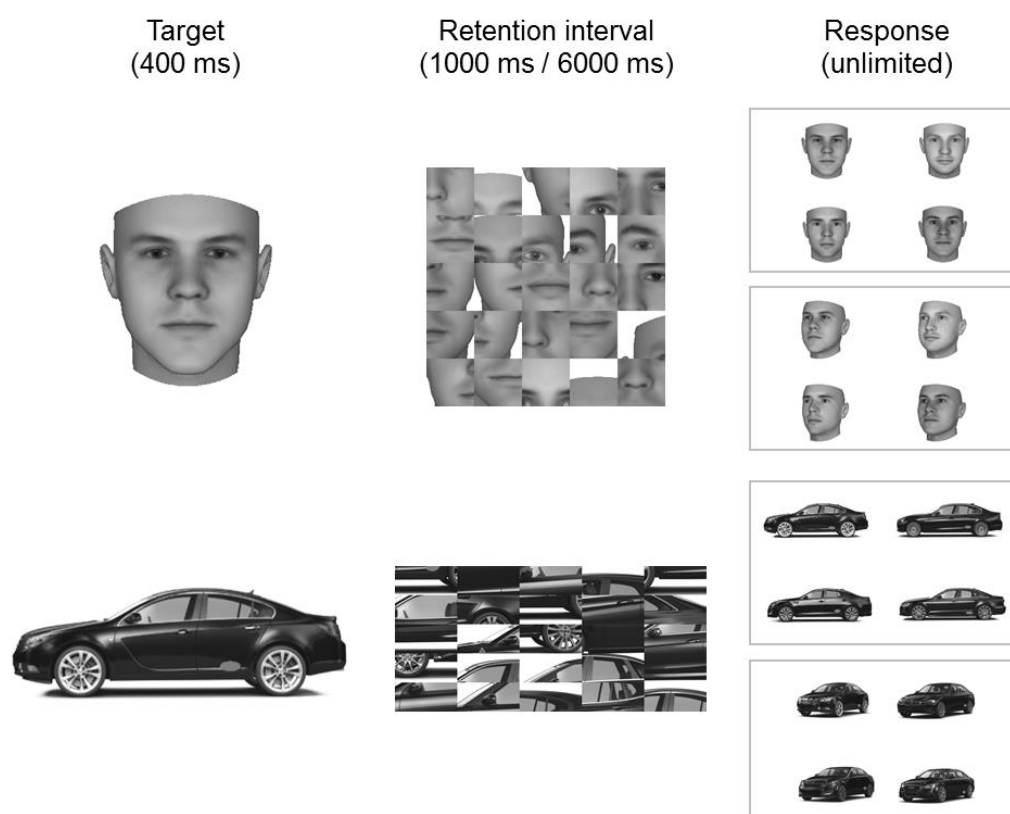 Target
(400 ms)
Retention interval
(1000 ms / 6000 ms)
Response
(unlimited)